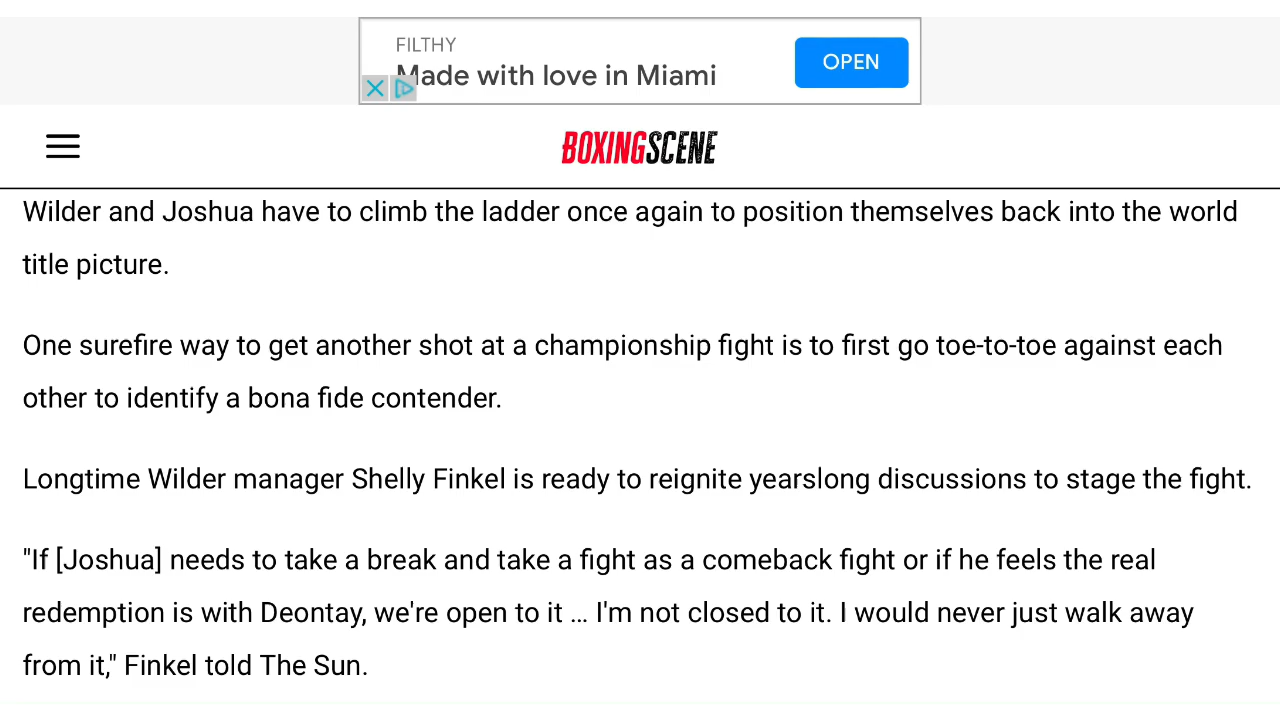 FILTHY
Made with love in Miami
OPEN
BOXINGSCENE
Wilder and Joshua have to climb the ladder once again to position themselves back into the world
title picture.
One surefire way to get another shot at a championship fight is to first go toe-to-toe against each
other to identify a bona fide contender.
Longtime Wilder manager Shelly Finkel is ready to reignite yearslong discussions to stage the fight.
"If [Joshua] needs to take a break and take a fight as a comeback fight or if he feels the real
redemption is with Deontay, we're open to it ... I'm not closed to it. I would never just walk away
from it," Finkel told The Sun.